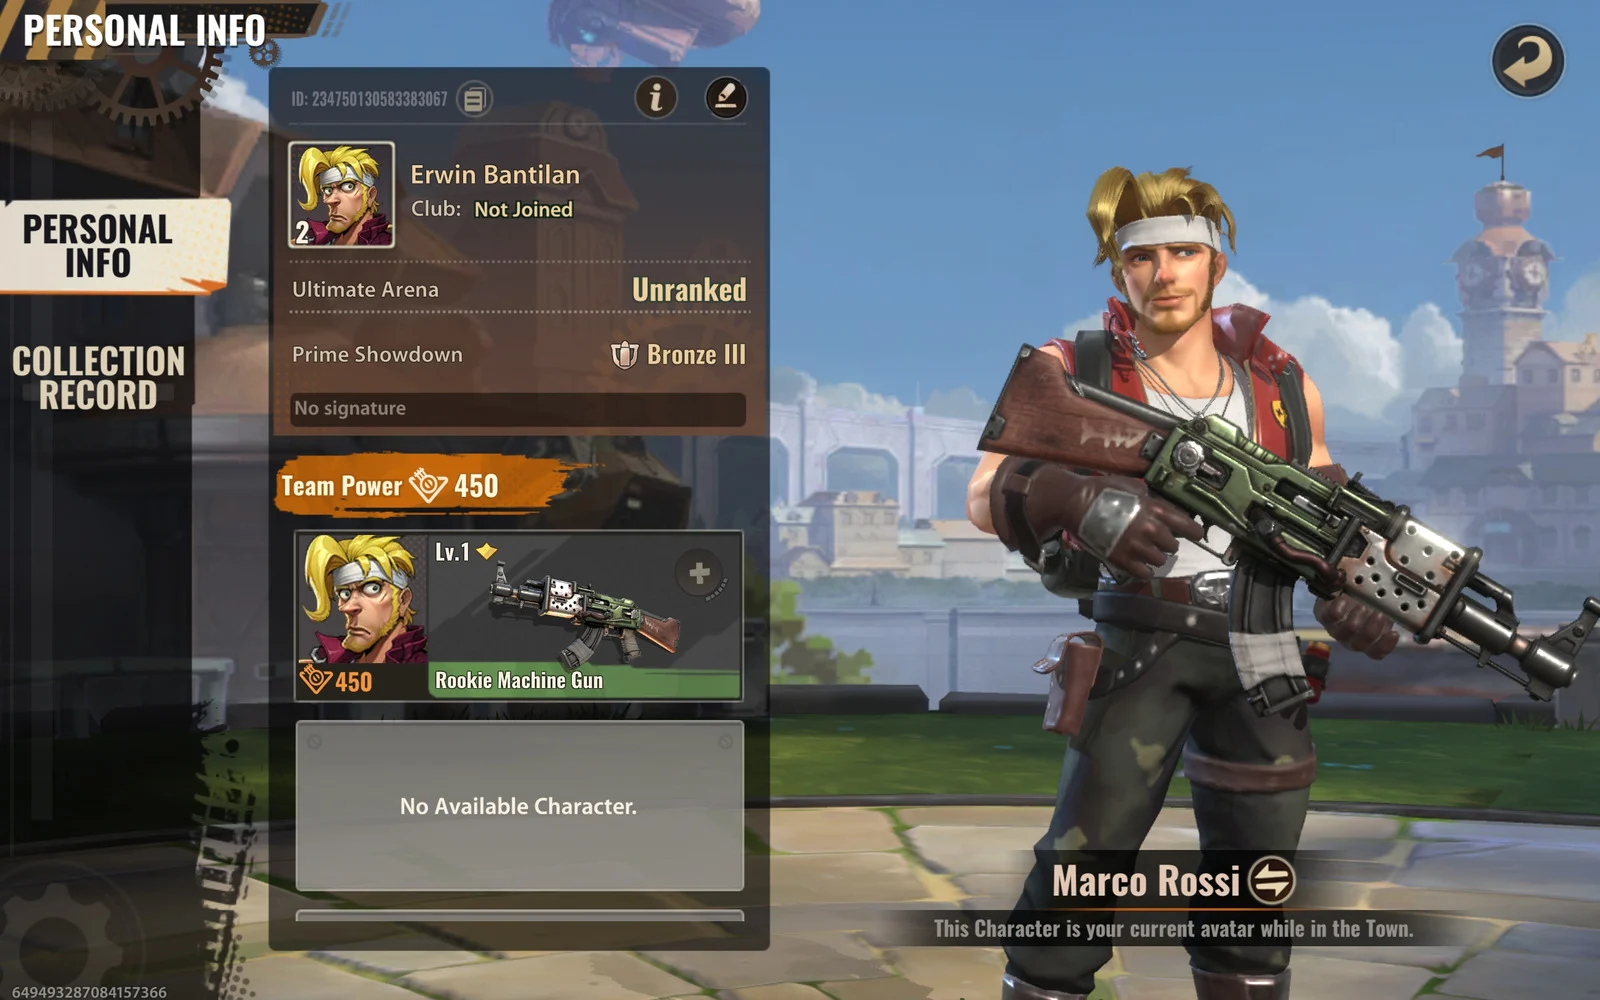 PERSONAL INFO
PERSONAL
INFO
COLLECTION
RECORD
ID: 234750130583383067
2
Erwin Bantilan
Club: Not Joined
Ultimate Arena Unranked
Prime Showdown Bronze III
No signature
Team Power 450
Lv.1
450
Rookie Machine Gun
No Available Character.
Marco Rossi
This Character is your current avatar while in the Town.
649493287084157366